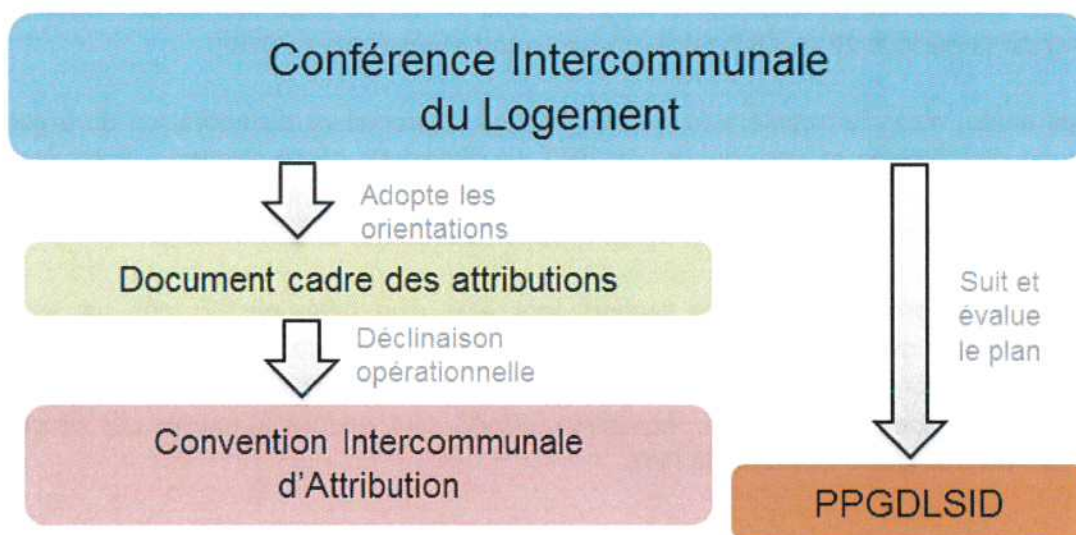 Conférence Intercommunale
du Logement
Adopte les
orientations
Document cadre des attributions
Déclinaison
opérationnelle
Convention Intercommunale
d'Attribution
Suit et
évalue
le plan
PPGDLSID